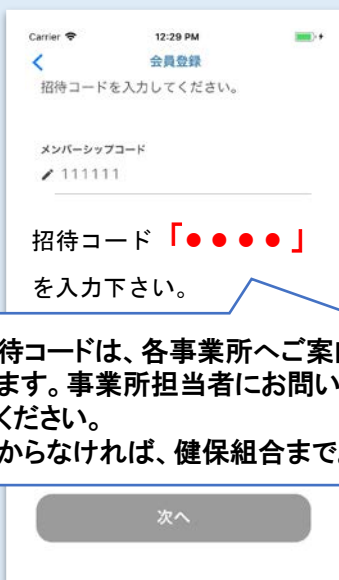 Carrier 12:29 PM
会員登録
招待コードを入力してください。
メンバーシップコード
111111
招待コード「●●●●」
を入力下さい。
待コードは、各事業所へご案
ます。事業所担当者にお問い
ください。
からなければ、健保組合まで
次へ